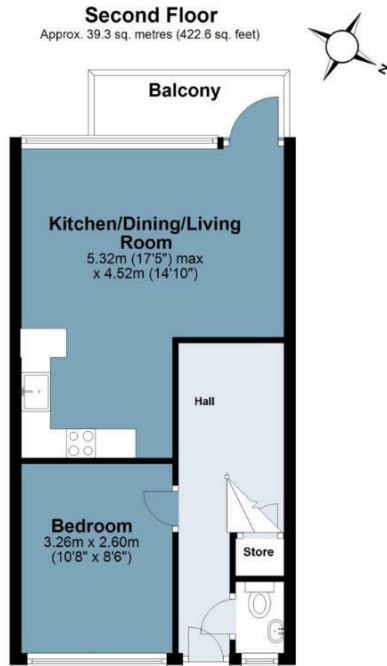 Second Floor
Approx. 39.3 sq. metres (422.6 sq. feet)
N
Balcony
Kitchen/Dining/Living
Room
5.32m (17'5") max
x 4.52m (14'10")
Hall
Bedroom
3.26m x 2.60m
(10'8" x 8'6")
Store